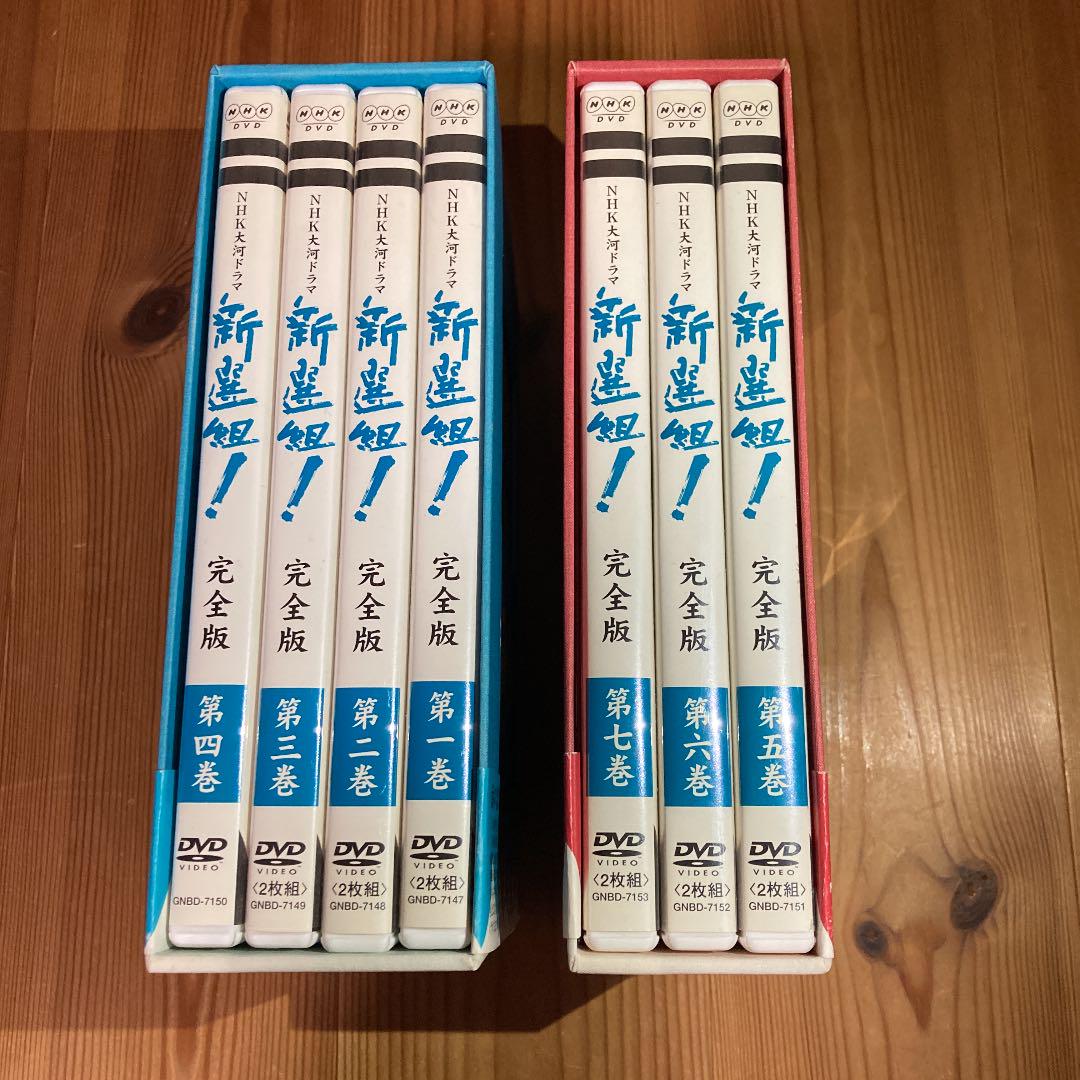 NHK
DVD
NHK大河ドラマ
新選組!
完全版
第四巻
DVD
VIDEO
GNBD-7150
NHK
DVD
NHK大河ドラマ
新選組!
完全版
第三巻
DVD
VIDEO
〈2枚組〉
GNBD-7149
NHK
DVD
NHK大河ドラマ
新選組!
完全版
第二巻
DVD
VIDEO
〈2枚組〉
GNBD-7148
NHK
DVD
NHK大河ドラマ
新選組!
完全版
第一巻
DVD
VIDEO
〈2枚組〉
GNBD-7147
NHK
DVD
NHK大河ドラマ
新選組!
完全版
第七巻
DVD
VIDEO
〈2枚組〉
GNBD-7153
NHK
DVD
NHK大河ドラマ
新選組!
完全版
第六巻
DVD
VIDEO
〈2枚組〉
GNBD-7152
NHK
DVD
NHK大河ドラマ
新選組!
完全版
第五巻
DVD
VIDEO
〈2枚組〉
GNBD-7151